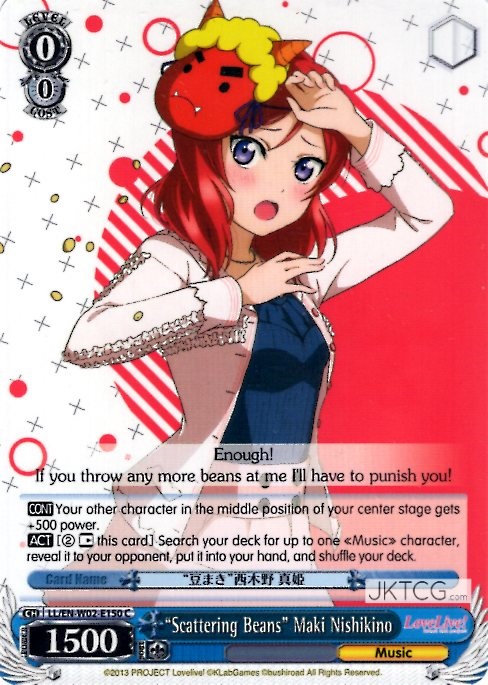 LEVEL
0
0
COST
Enough!
If you throw any more beans at me I'll have to punish you!
CONT Your other character in the middle position of your center stage gets
+500 power.
ACT [② ▶ this card] Search your deck for up to one «Music» character,
reveal it to your opponent, put it into your hand, and shuffle your deck.
Card Name "豆まき"西木野 真姫
JKTCG.com
CH LL/EN-W02-E150 C
POWER 1500 "Scattering Beans" Maki Nishikino LoveLive!
Music
©2013 PROJECT Lovelive! ©KLabGames ©bushiroad All Rights Reserved.